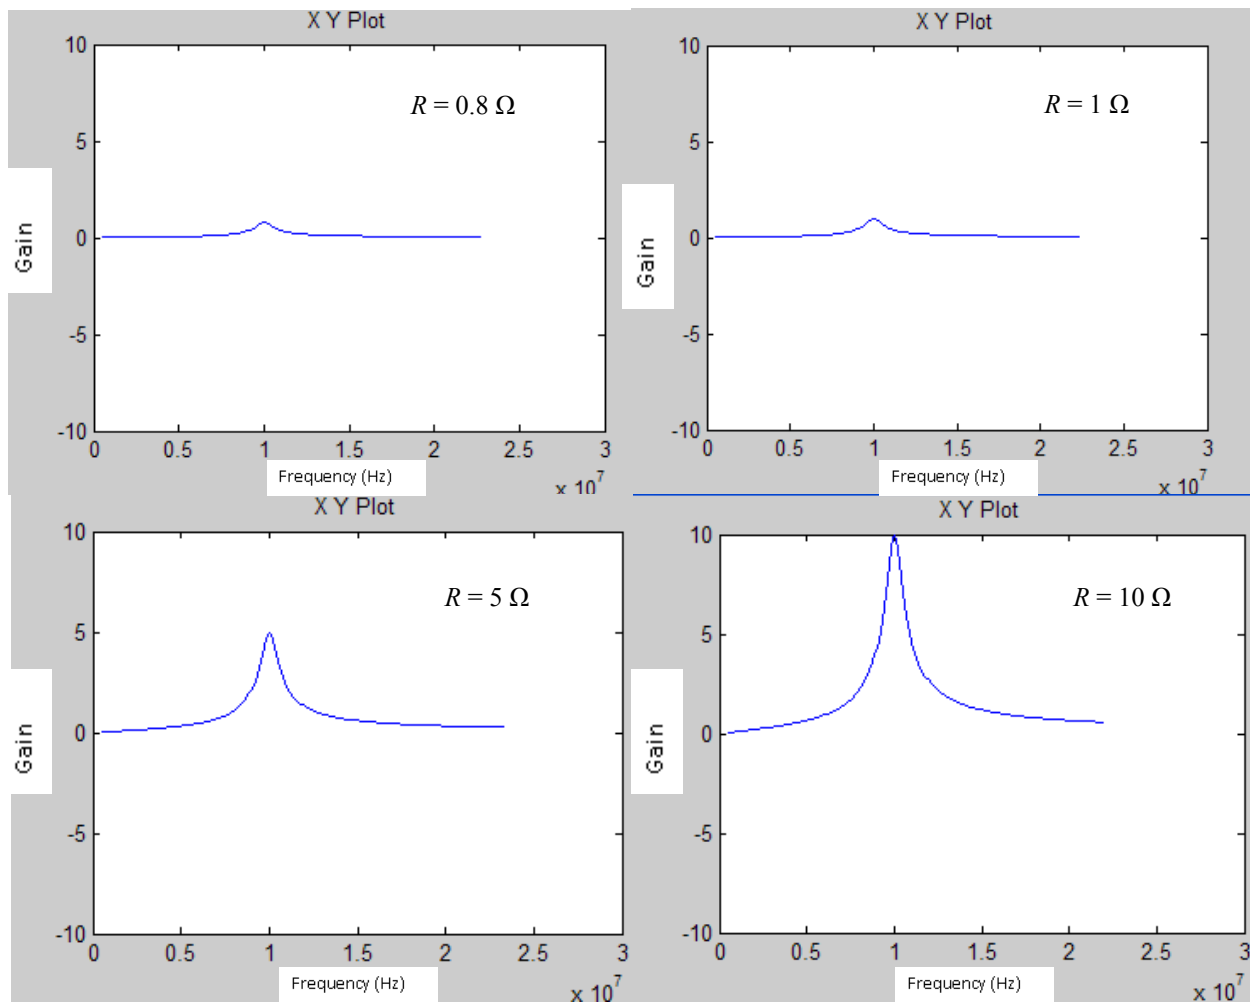 X Y Plot
10
5
0
-5
-10
0 0.5 1 1.5 2 2.5 3
x 10^7
Gain
Frequency (Hz)
R = 0.8 Ω
X Y Plot
10
5
0
-5
-10
0 0.5 1 1.5 2 2.5 3
x 10^7
Gain
Frequency (Hz)
R = 1 Ω
X Y Plot
10
5
0
-5
-10
0 0.5 1 1.5 2 2.5 3
x 10^7
Gain
Frequency (Hz)
R = 5 Ω
X Y Plot
10
5
0
-5
-10
0 0.5 1 1.5 2 2.5 3
x 10^7
Gain
Frequency (Hz)
R = 10 Ω